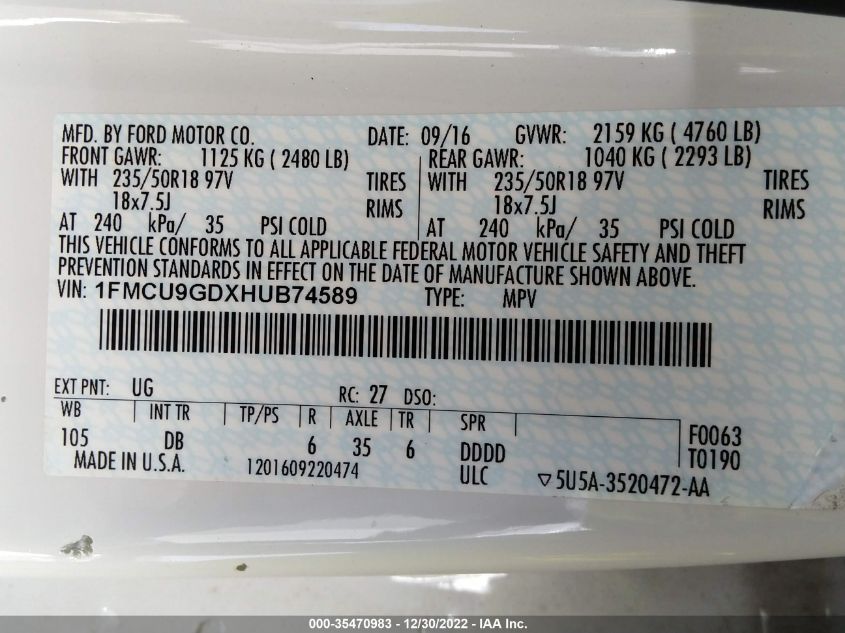 MFD. BY FORD MOTOR CO. DATE: 09/16 GVWR: 2159 KG ( 4760 LB)
FRONT GAWR: 1125 KG ( 2480 LB) REAR GAWR: 1040 KG ( 2293 LB)
WITH 235/50R18 97V TIRES WITH 235/50R18 97V TIRES
18x7.5J RIMS 18x7.5J RIMS
AT 240 kPa/ 35 PSI COLD AT 240 kPa/ 35 PSI COLD
THIS VEHICLE CONFORMS TO ALL APPLICABLE FEDERAL MOTOR VEHICLE SAFETY AND THEFT
PREVENTION STANDARDS IN EFFECT ON THE DATE OF MANUFACTURE SHOWN ABOVE.
VIN: 1FMCU9GDXHUB74589 TYPE: MPV
EXT PNT: UG RC: 27 DSO:
WB INT TR TP/PS R AXLE TR SPR
105 DB 6 35 6 DDDD
F0063
T0190
MADE IN U.S.A. 1201609220474 ULC ▽5U5A-3520472-AA
000-35470983 - 12/30/2022 - IAA Inc.